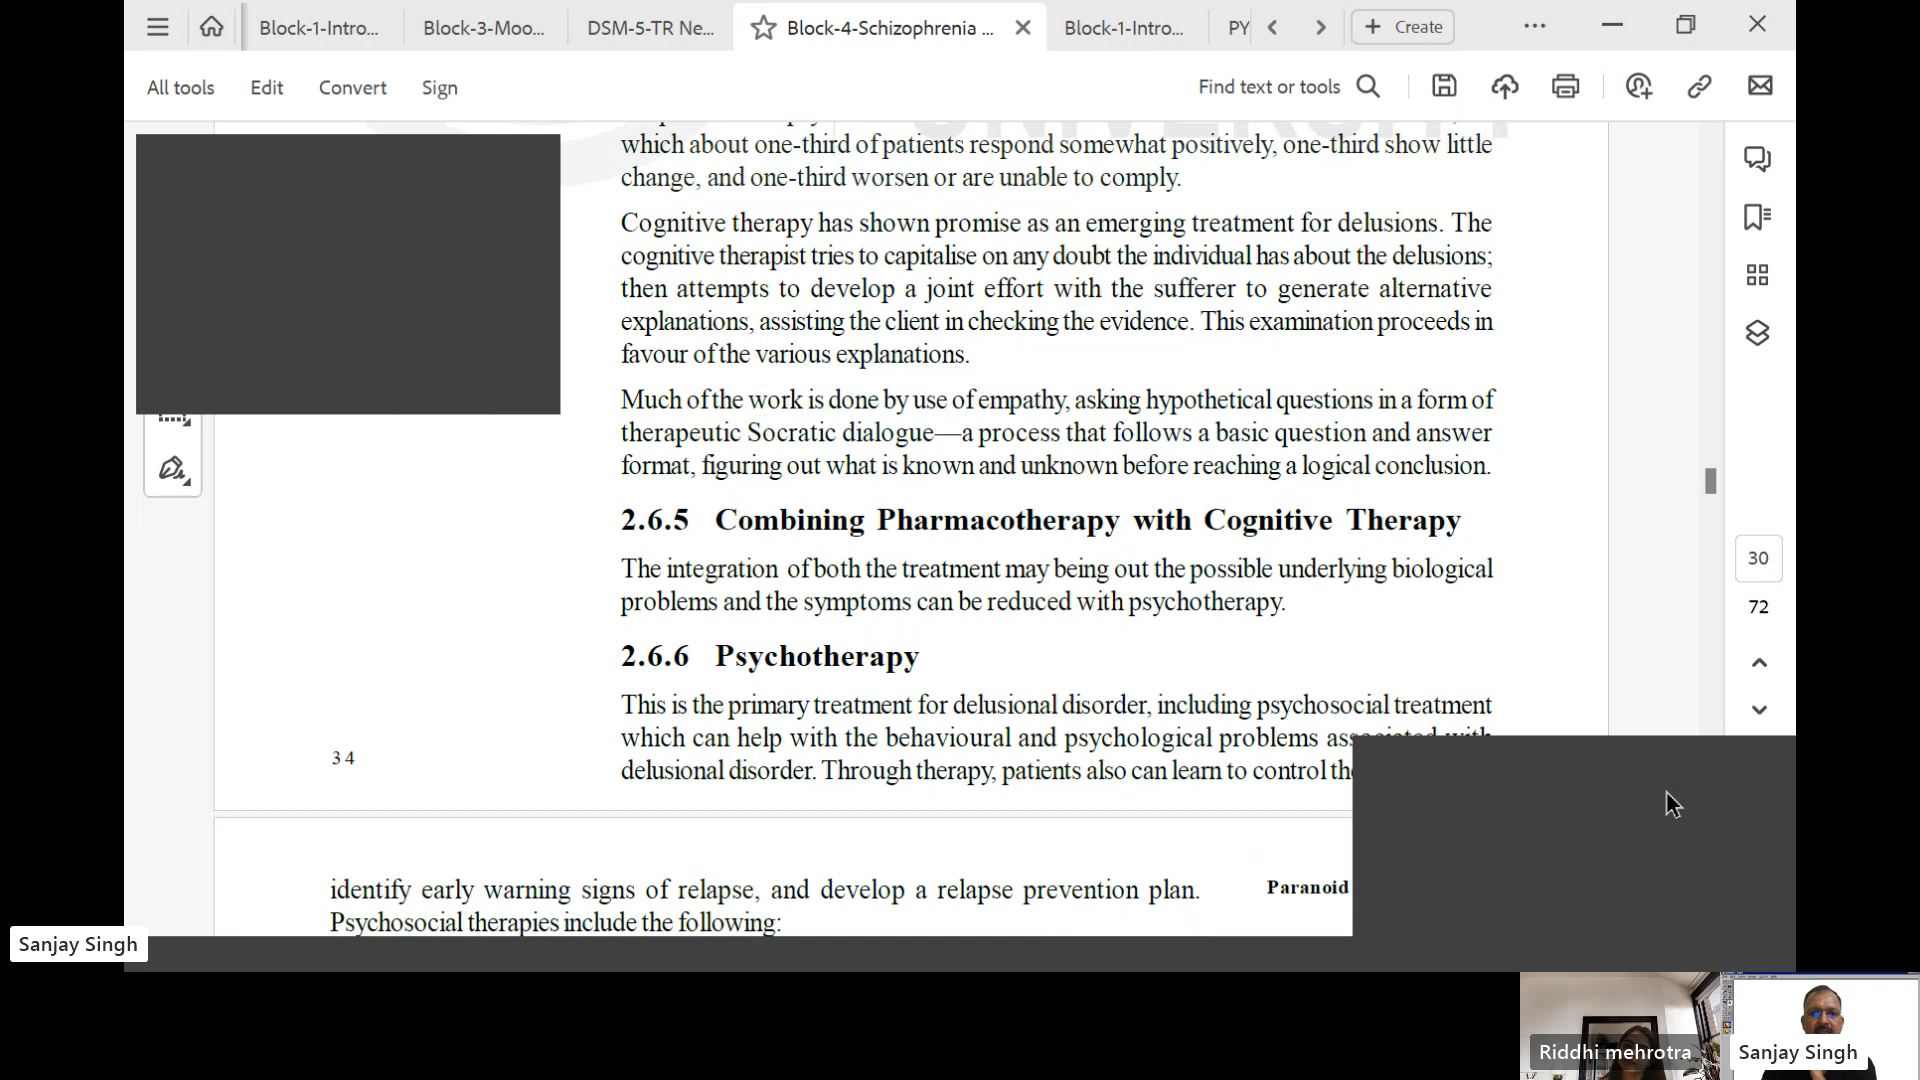 Block-1-Intro...
Block-3-Moo...
DSM-5-TR Ne...
Block-4-Schizophrenia ...
Block-1-Intro...
PY
Create
All tools
Edit
Convert
Sign
Find text or tools
UNIVERSITY
which about one-third of patients respond somewhat positively, one-third show little
change, and one-third worsen or are unable to comply.
Cognitive therapy has shown promise as an emerging treatment for delusions. The
cognitive therapist tries to capitalise on any doubt the individual has about the delusions;
then attempts to develop a joint effort with the sufferer to generate alternative
explanations, assisting the client in checking the evidence. This examination proceeds in
favour of the various explanations.
Much of the work is done by use of empathy, asking hypothetical questions in a form of
therapeutic Socratic dialogue—a process that follows a basic question and answer
format, figuring out what is known and unknown before reaching a logical conclusion.
2.6.5 Combining Pharmacotherapy with Cognitive Therapy
The integration of both the treatment may being out the possible underlying biological
problems and the symptoms can be reduced with psychotherapy.
2.6.6 Psychotherapy
This is the primary treatment for delusional disorder, including psychosocial treatment
which can help with the behavioural and psychological problems associated with
delusional disorder. Through therapy, patients also can learn to control
34
30
72
identify early warning signs of relapse, and develop a relapse prevention plan.
Psychosocial therapies include the following:
Paranoid
Sanjay Singh
Riddhi mehrotra
Sanjay Singh